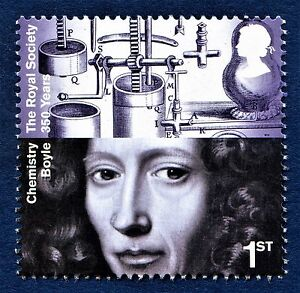 The Royal Society
350 Years
Chemistry
Boyle
1ST